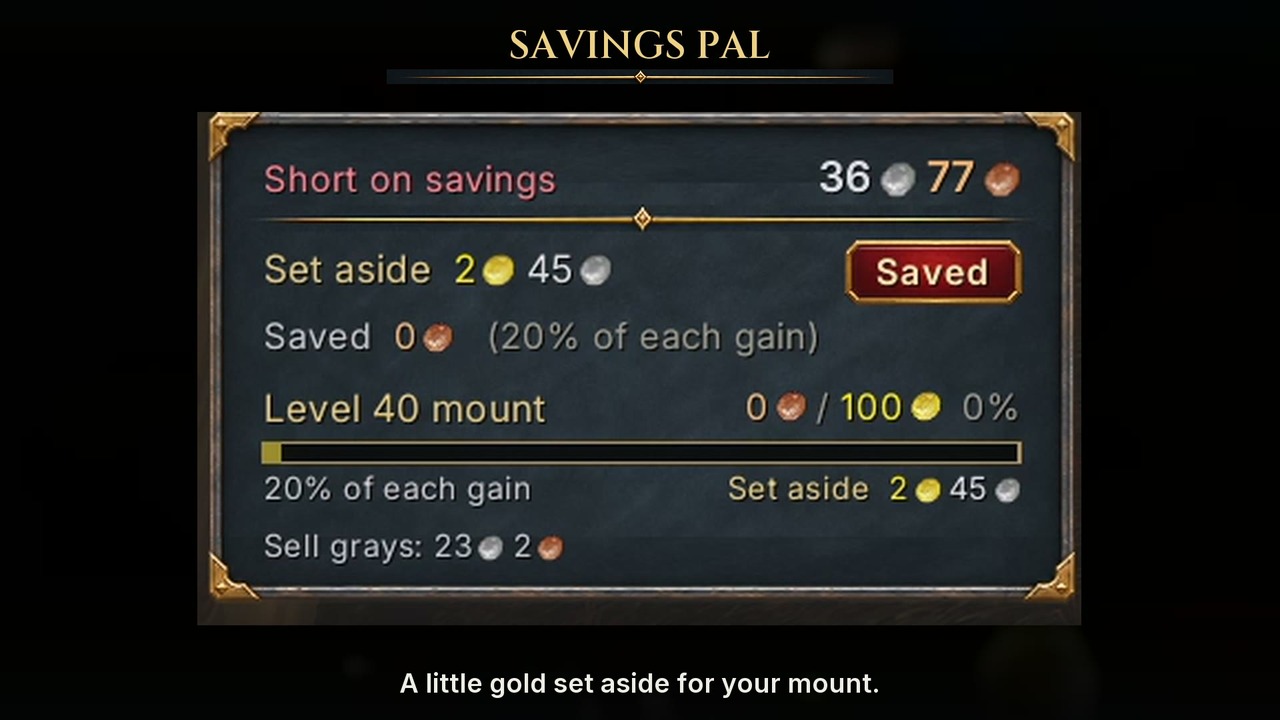 SAVINGS PAL
Short on savings 36 77
Set aside 2 45 Saved
Saved 0 (20% of each gain)
Level 40 mount 0 / 100 0%
20% of each gain Set aside 2 45
Sell grays: 23 2
A little gold set aside for your mount.